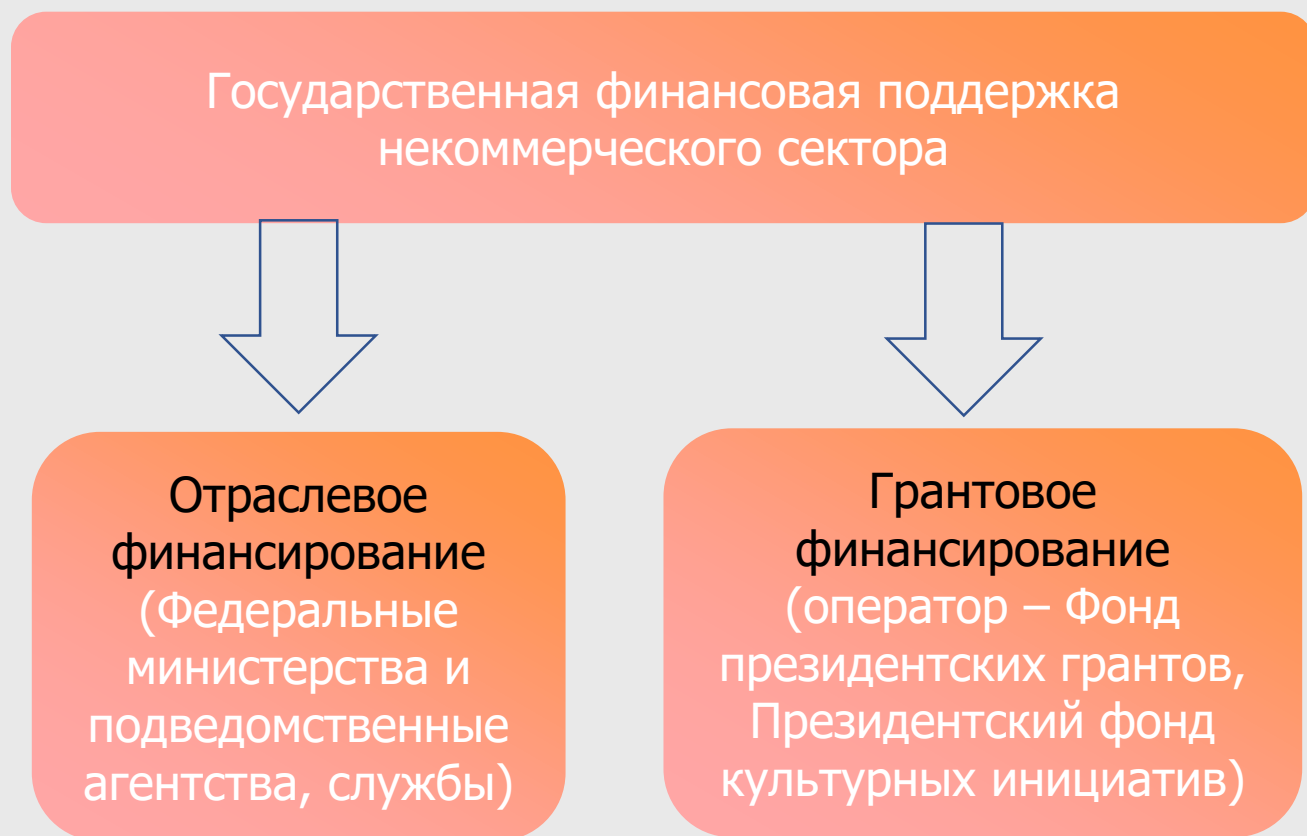 Государственная финансовая поддержка
некоммерческого сектора
Отраслевое
финансирование
(Федеральные
министерства и
подведомственные
агентства, службы)
Грантовое
финансирование
(оператор – Фонд
президентских грантов,
Президентский фонд
культурных инициатив)